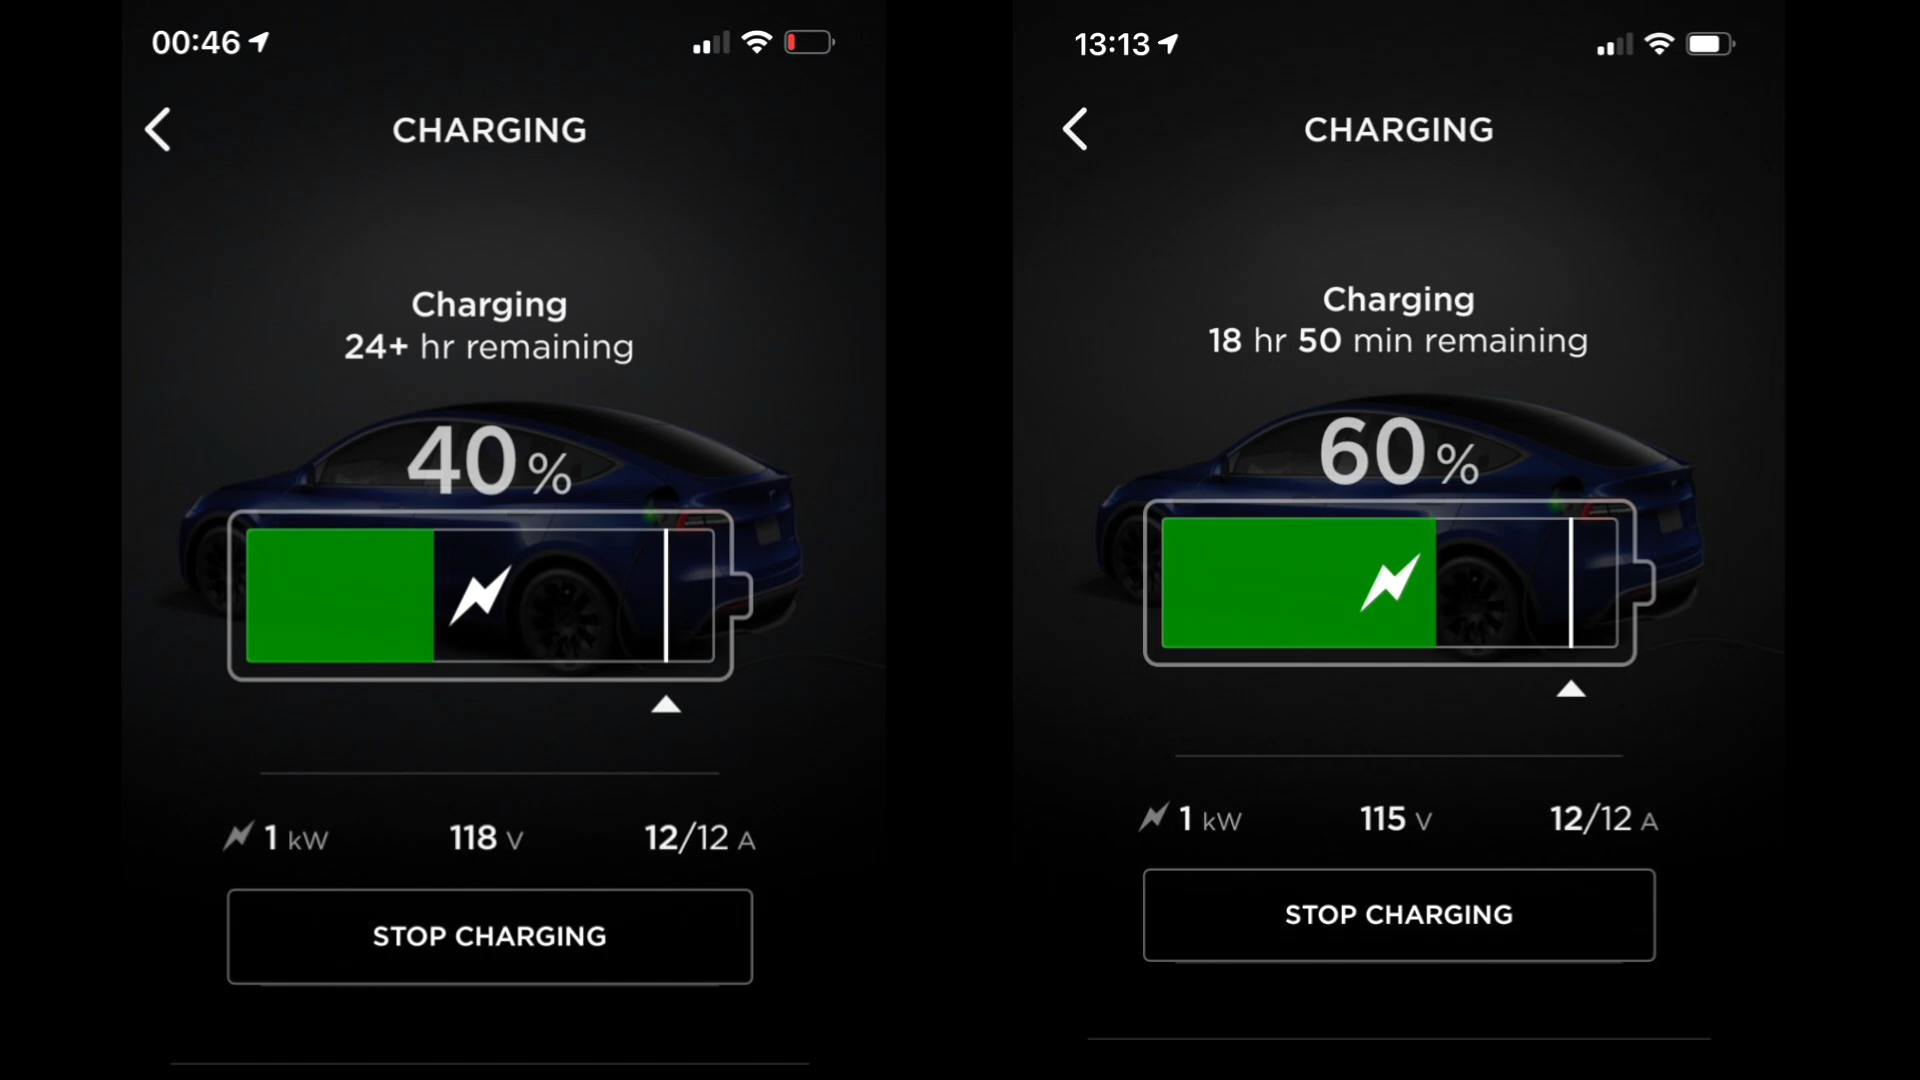 00:46
CHARGING
Charging
24+ hr remaining
40%
1 kW 118 V 12/12 A
STOP CHARGING
13:13
CHARGING
Charging
18 hr 50 min remaining
60%
1 kW 115 V 12/12 A
STOP CHARGING